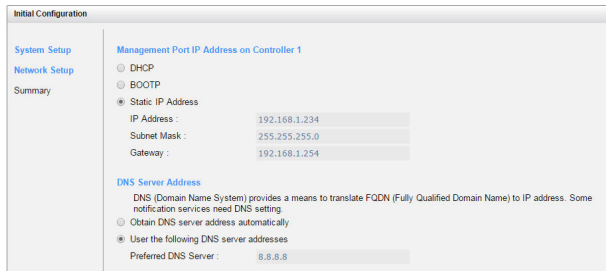 Initial Configuration
System Setup
Network Setup
Summary
Management Port IP Address on Controller 1
DHCP
BOOTP
Static IP Address
IP Address : 192.168.1.234
Subnet Mask : 255.255.255.0
Gateway : 192.168.1.254
DNS Server Address
DNS (Domain Name System) provides a means to translate FQDN (Fully Qualified Domain Name) to IP address. Some
notification services need DNS setting.
Obtain DNS server address automatically
User the following DNS server addresses
Preferred DNS Server : 8.8.8.8